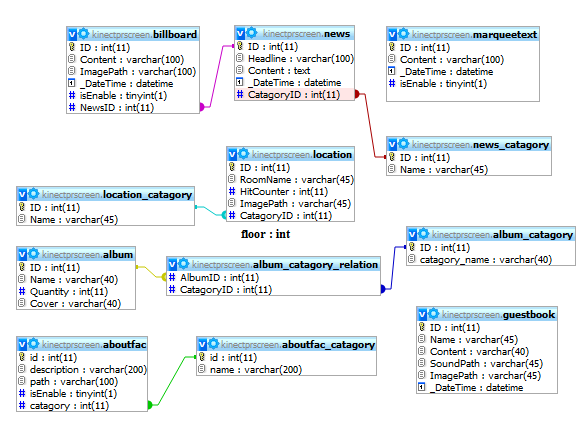 kinectprscreen.billboard
ID : int(11)
Content : varchar(100)
ImagePath : varchar(100)
_DateTime : datetime
isEnable : tinyint(1)
NewsID : int(11)
kinectprscreen.news
ID : int(11)
Headline : varchar(100)
Content : text
_DateTime : datetime
CatagoryID : int(11)
kinectprscreen.marqueetext
ID : int(11)
Content : varchar(100)
_DateTime : datetime
isEnable : tinyint(1)
kinectprscreen.news_catagory
ID : int(11)
Name : varchar(45)
kinectprscreen.location
ID : int(11)
RoomName : varchar(45)
HitCounter : int(11)
ImagePath : varchar(45)
CatagoryID : int(11)
floor : int
kinectprscreen.location_catagory
ID : int(11)
Name : varchar(45)
kinectprscreen.album_catagory
ID : int(11)
catagory_name : varchar(40)
kinectprscreen.album
ID : int(11)
Name : varchar(40)
Quantity : int(11)
Cover : varchar(40)
kinectprscreen.album_catagory_relation
AlbumID : int(11)
CatagoryID : int(11)
kinectprscreen.guestbook
ID : int(11)
Name : varchar(45)
Content : varchar(40)
SoundPath : varchar(45)
ImagePath : varchar(45)
_DateTime : datetime
kinectprscreen.aboutfac
id : int(11)
description : varchar(200)
path : varchar(100)
isEnable : tinyint(1)
catagory : int(11)
kinectprscreen.aboutfac_catagory
id : int(11)
name : varchar(200)